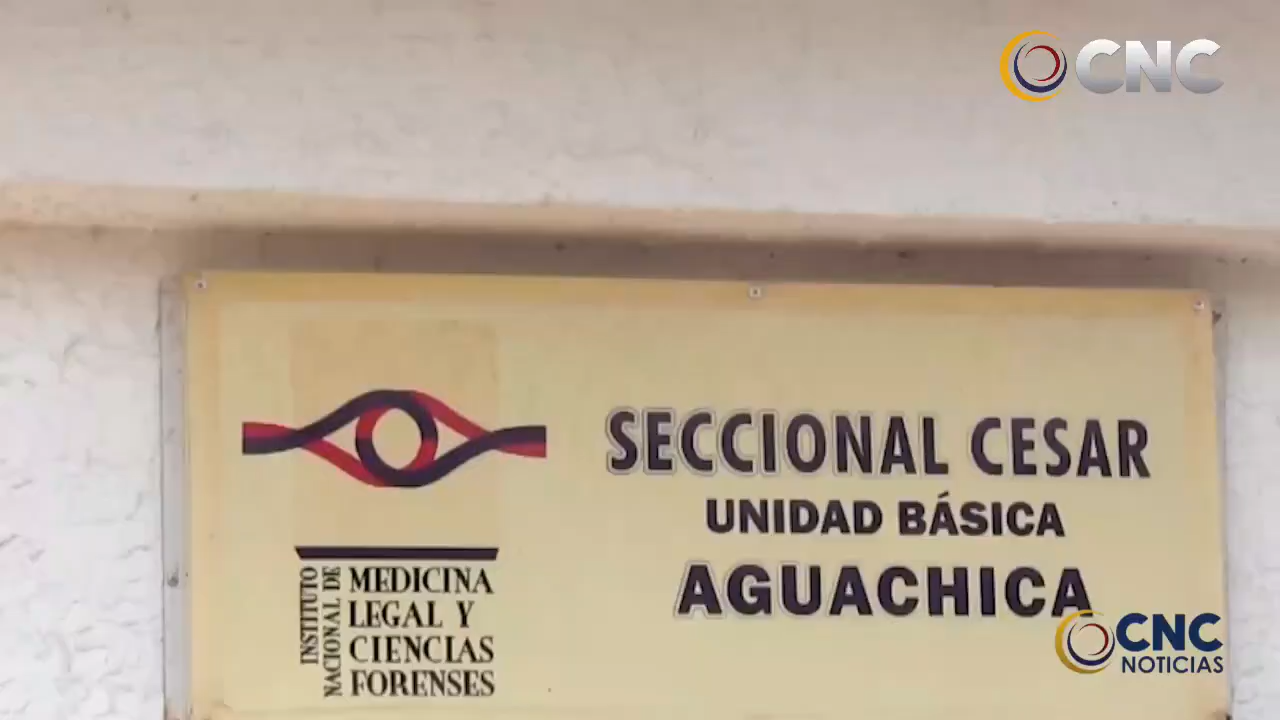 CNC
SECCIONAL CESAR
UNIDAD BÁSICA
AGUACHICA
INSTITUTO
NACIONAL DE
MEDICINA
LEGAL Y
CIENCIAS
FORENSES
CNC
NOTICIAS